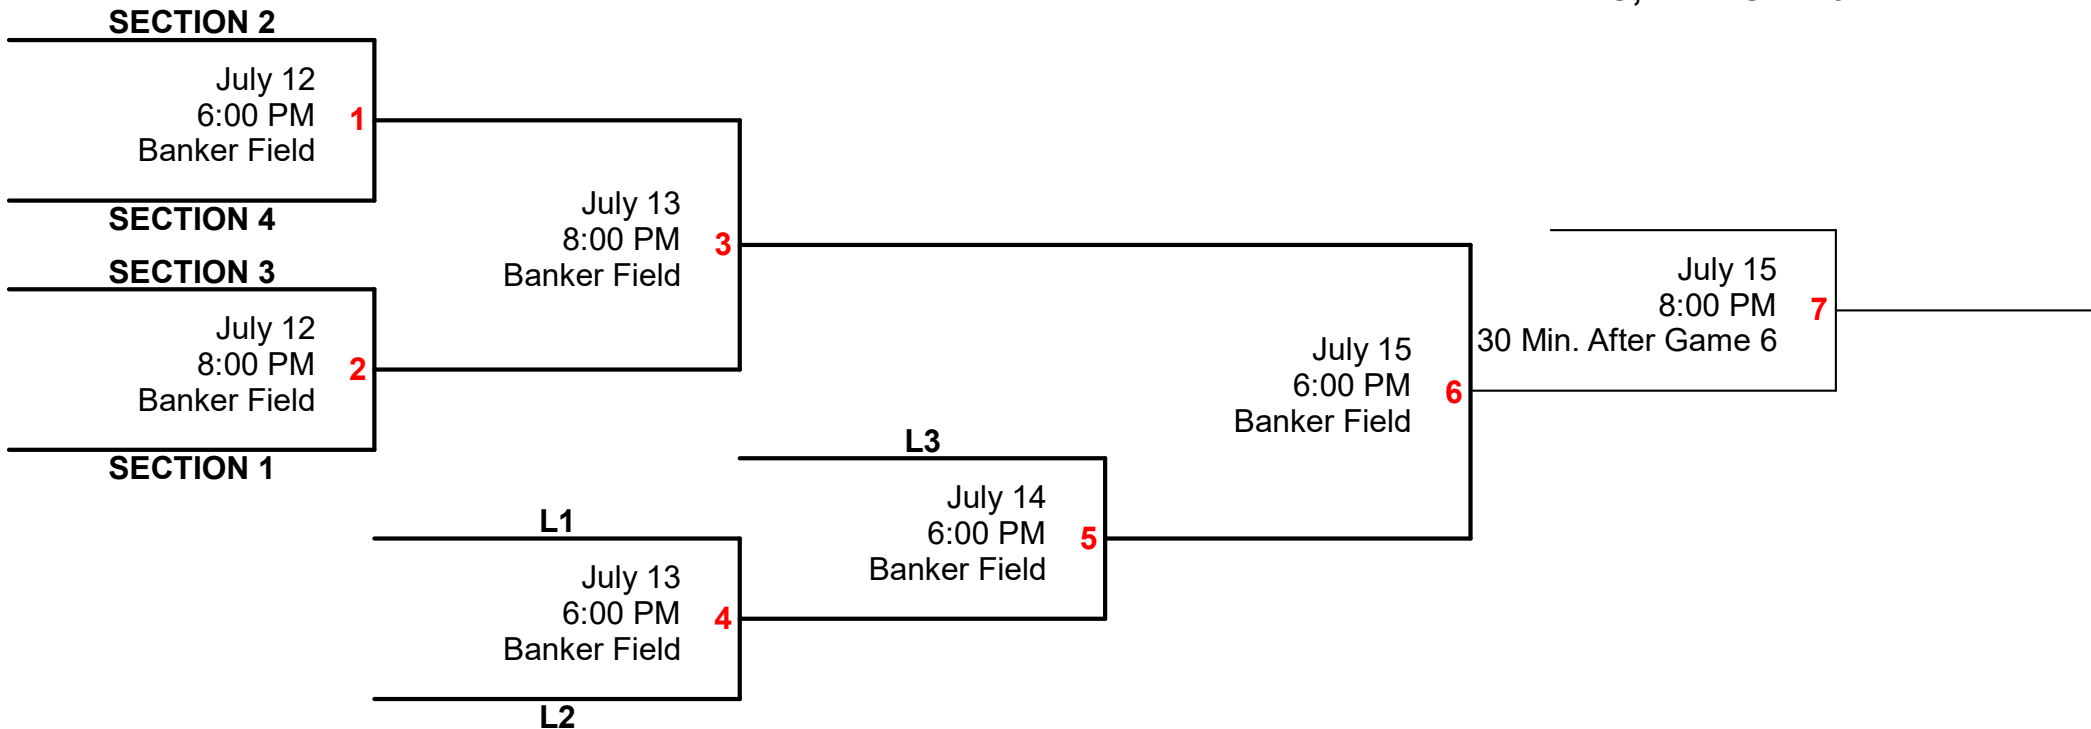 SECTION 2
July 12
6:00 PM
Banker Field
1
SECTION 4
SECTION 3
July 12
8:00 PM
Banker Field
2
SECTION 1
July 13
8:00 PM
Banker Field
3
L1
July 13
6:00 PM
Banker Field
4
L2
L3
July 14
6:00 PM
Banker Field
5
July 15
6:00 PM
Banker Field
6
July 15
8:00 PM
30 Min. After Game 6
7